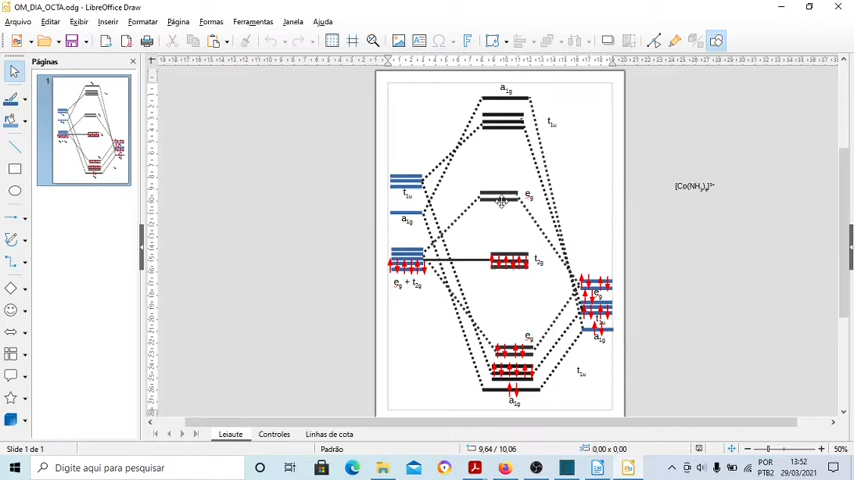 OM_DIA_OCTA.odg - LibreOffice Draw
Arquivo Editar Exibir Inserir Formatar Página Formas Ferramentas Janela Ajuda
Páginas
1
a1g
t1u
t1u
eg
a1g
t2g
eg + t2g
eg
t1u
a1g
eg
t1u
a1g
[Co(NH3)6]3+
Leiaute Controles Linhas de cota
Slide 1 de 1 Padrão 9,64 / 10,06 0,00 x 0,00 50%
Digite aqui para pesquisar
POR
PTB2
13:52
29/03/2021